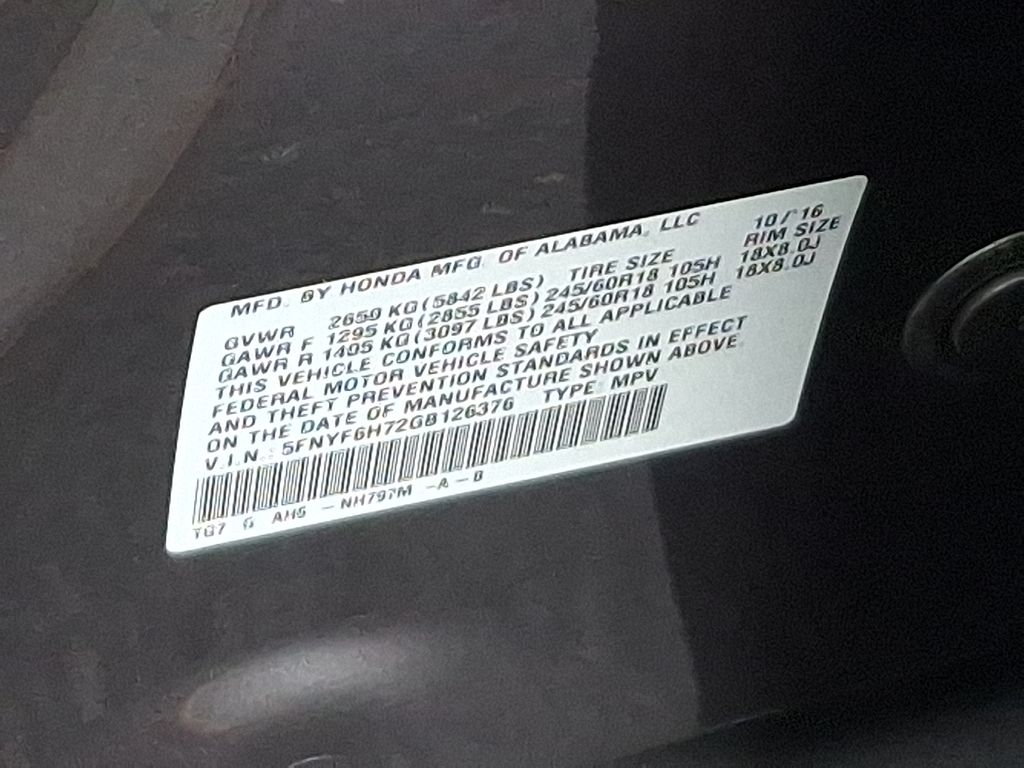 MFD. BY HONDA MFG. OF ALABAMA, LLC 10/'16
GVWR 2650 KG (5842 LBS) TIRE SIZE RIM SIZE
GAWR F 1295 KG (2855 LBS) 245/60R18 105H 18X8.0J
GAWR R 1405 KG (3097 LBS) 245/60R18 105H 18X8.0J
THIS VEHICLE CONFORMS TO ALL APPLICABLE
FEDERAL MOTOR VEHICLE SAFETY
AND THEFT PREVENTION STANDARDS IN EFFECT
ON THE DATE OF MANUFACTURE SHOWN ABOVE.
V.I.N.: 5FNYF6H72GB126376 TYPE: MPV
TG7 AH5 - NH797M -A-